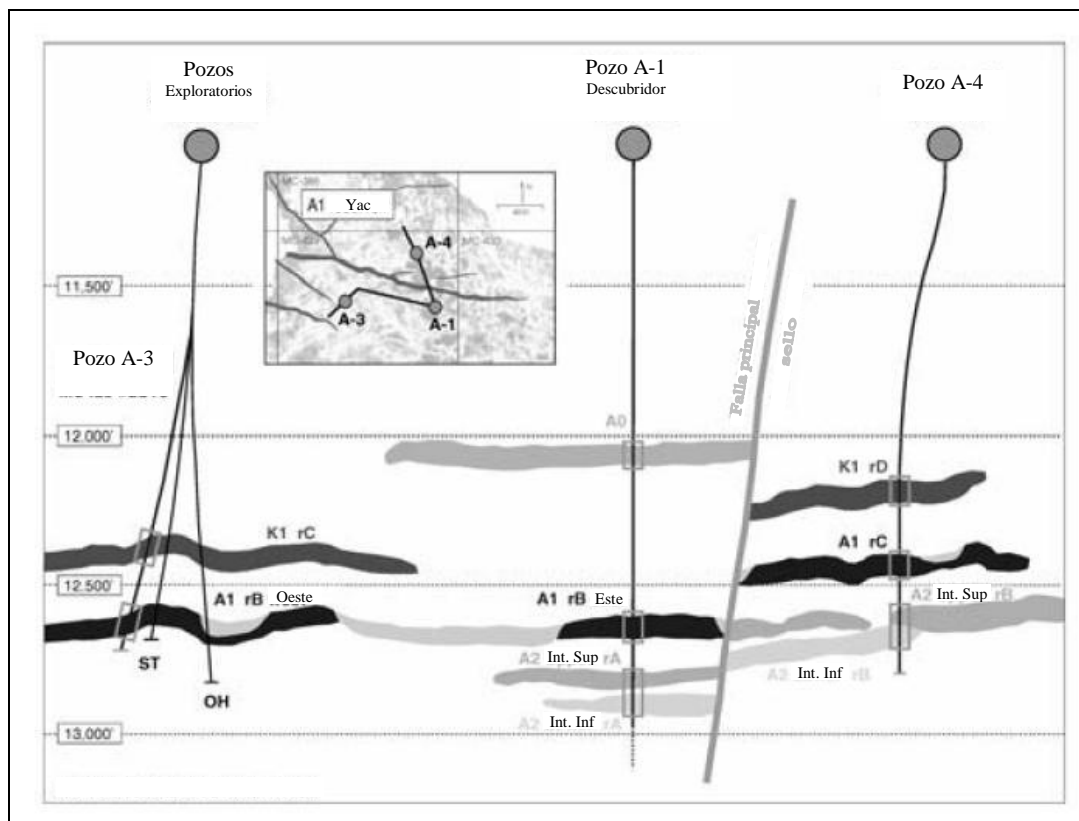 Pozos
Exploratorios
Pozo A-1
Descubridor
Pozo A-4
A1 Yac
A-4
A-3
A-1
11,500'
Pozo A-3
Falla principal
sello
12.000'
A0
K1 rD
K1 rC
A1 rC
12.500'
A1 rB Oeste
A1 rB Este
A2 Int. Sup rB
ST
A2 Int. Sup rA
A2 Int. Inf rB
OH
A2 Int. Inf rA
13.000'